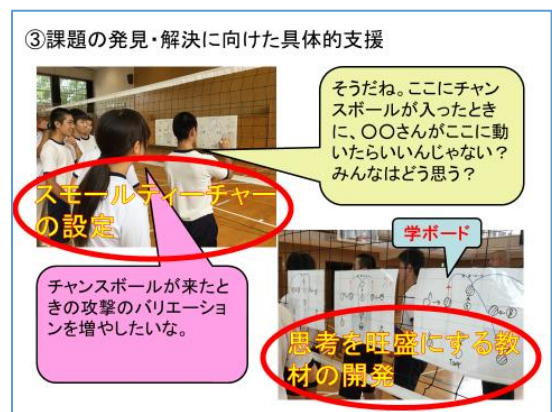 ③課題の発見・解決に向けた具体的支援
そうだね。ここにチャン
スボールが入ったとき
に、〇〇さんがここに動
いたらいいんじゃない？
みんなはどう思う？
スモールティーチャー
の設定
学ボード
チャンスボールが来たと
きの攻撃のバリエーショ
ンを増やしたいな。
思考を旺盛にする教
材の開発